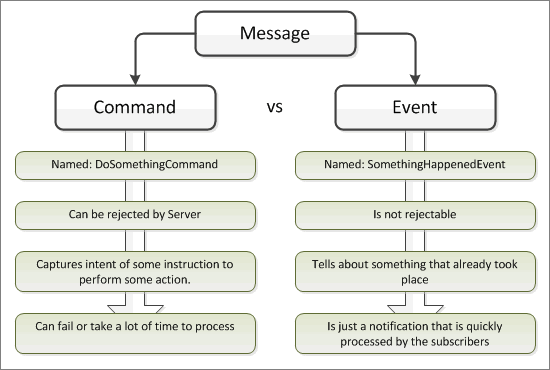 Message
Command
vs
Event
Named: DoSomethingCommand
Named: SomethingHappenedEvent
Can be rejected by Server
Is not rejectable
Captures intent of some instruction to
perform some action.
Tells about something that already took
place
Can fail or take a lot of time to process
Is just a notification that is quickly
processed by the subscribers